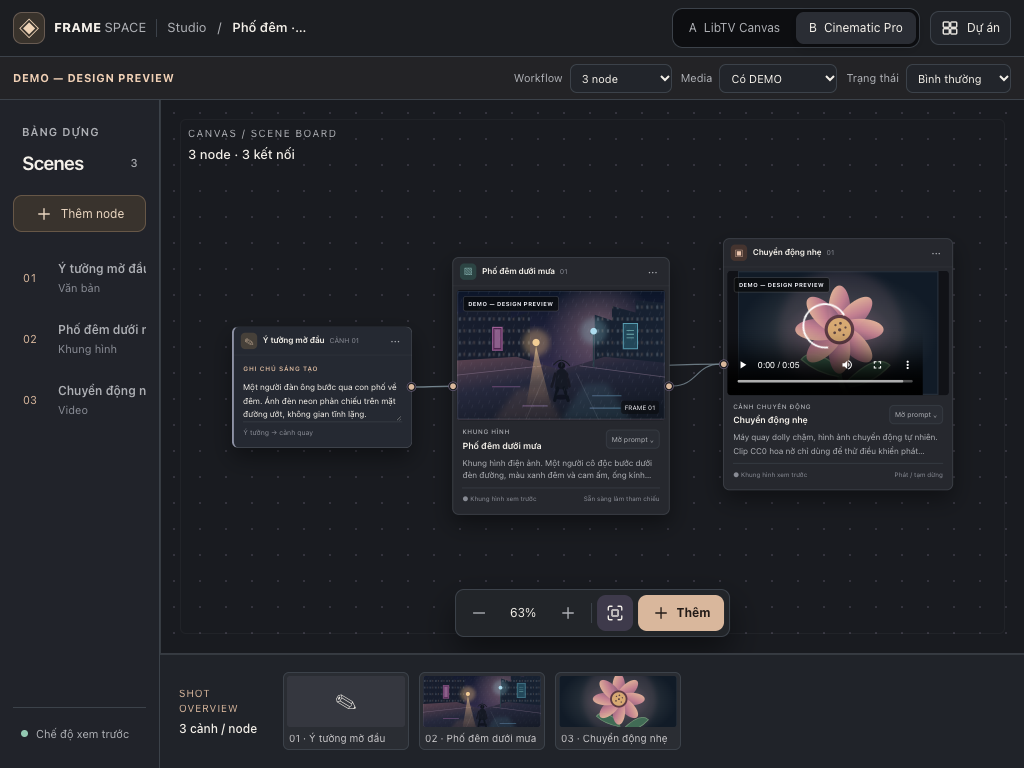 FRAME SPACE
Studio / Phố đêm ·...
A LibTV Canvas
B Cinematic Pro
Dự án
DEMO — DESIGN PREVIEW
Workflow 3 node
Media Có DEMO
Trạng thái Bình thường
BẢNG DỰNG
Scenes 3
Thêm node
01 Ý tưởng mở đầu
Văn bản
02 Phố đêm dưới
Khung hình
03 Chuyển động
Video
Chế độ xem trước
CANVAS / SCENE BOARD
3 node · 3 kết nối
Ý tưởng mở đầu CẢNH 01 ...
GHI CHÚ SÁNG TẠO
Một người đàn ông bước qua con phố về
đêm. Ánh đèn neon phản chiếu trên mặt
đường ướt, không gian tĩnh lặng.
Ý tưởng → cảnh quay
Phố đêm dưới mưa 01 ...
DEMO — DESIGN PREVIEW
FRAME 01
KHUNG HÌNH
Phố đêm dưới mưa
Mở prompt
Khung hình điện ảnh. Một người cô độc bước dưới
đèn đường, màu xanh đêm và cam ấm, ống kính...
Khung hình xem trước
Sẵn sàng làm tham chiếu
Chuyển động nhẹ 01 ...
DEMO — DESIGN PREVIEW
0:00 / 0:05
CẢNH CHUYỂN ĐỘNG
Chuyển động nhẹ
Mở prompt
Máy quay dolly chậm, hình ảnh chuyển động tự nhiên.
Clip CC0 hoa nở chỉ dùng để thử điều khiển phát...
Khung hình xem trước
Phát / tạm dừng
63%
Thêm
SHOT
OVERVIEW
3 cảnh / node
01 · Ý tưởng mở đầu
02 · Phố đêm dưới mưa
03 · Chuyển động nhẹ